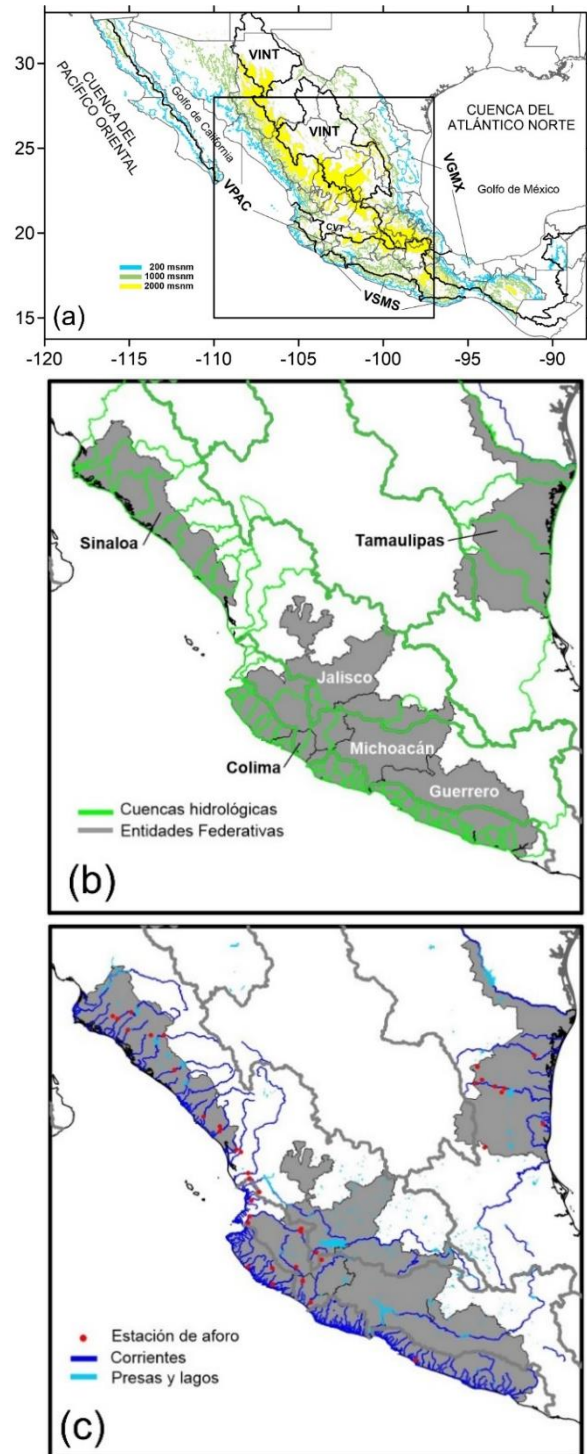 30
25
20
15
VINT
VINT
CUENCA DEL
PACÍFICO ORIENTAL
Golfo de California
CUENCA DEL
ATLÁNTICO NORTE
VGMX
Golfo de México
VPAC
CVT
VSMS
200 msnm
1000 msnm
2000 msnm
(a)
-120
-115
-110
-105
-100
-95
-90
Sinaloa
Tamaulipas
Jalisco
Michoacán
Colima
Guerrero
Cuencas hidrológicas
Entidades Federativas
(b)
Estación de aforo
Corrientes
Presas y lagos
(c)